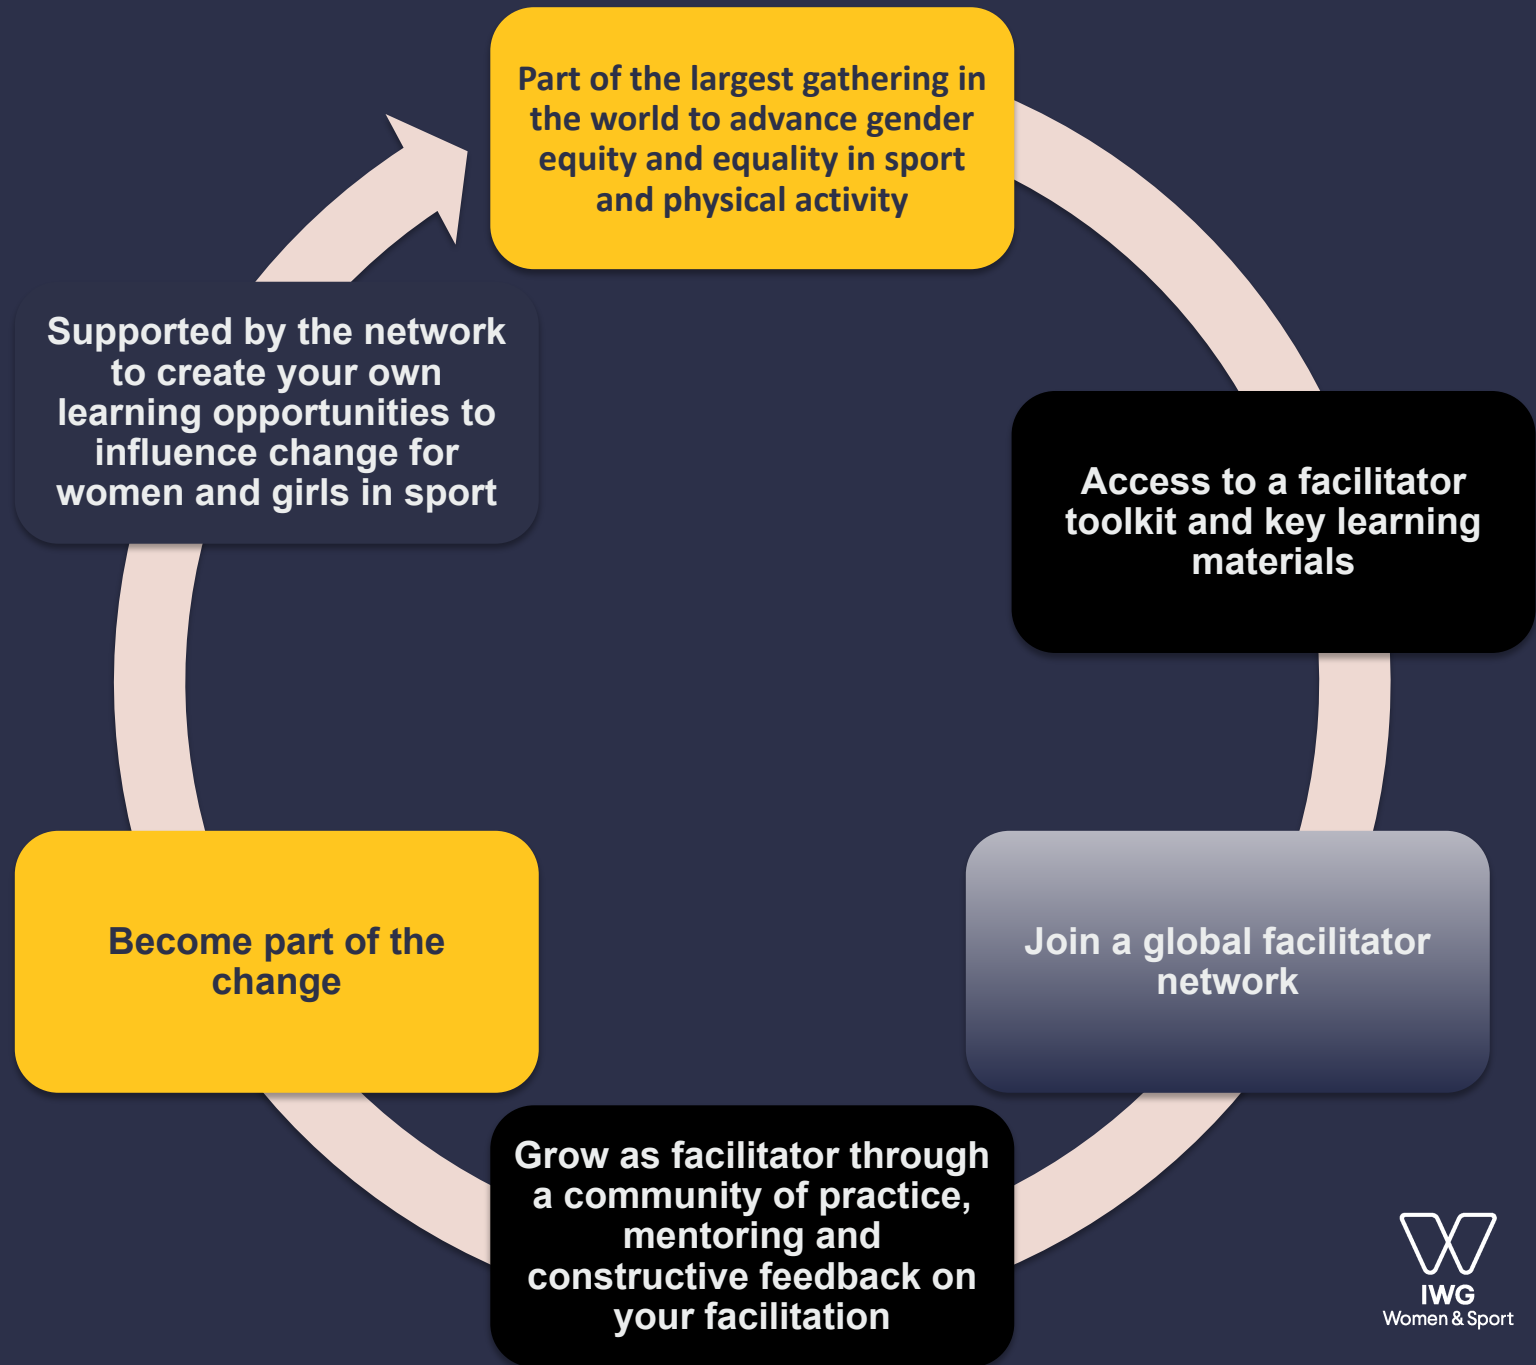 Part of the largest gathering in
the world to advance gender
equity and equality in sport
and physical activity
Access to a facilitator
toolkit and key learning
materials
Join a global facilitator
network
Grow as facilitator through
a community of practice,
mentoring and
constructive feedback on
your facilitation
Become part of the
change
Supported by the network
to create your own
learning opportunities to
influence change for
women and girls in sport
IWG
Women & Sport